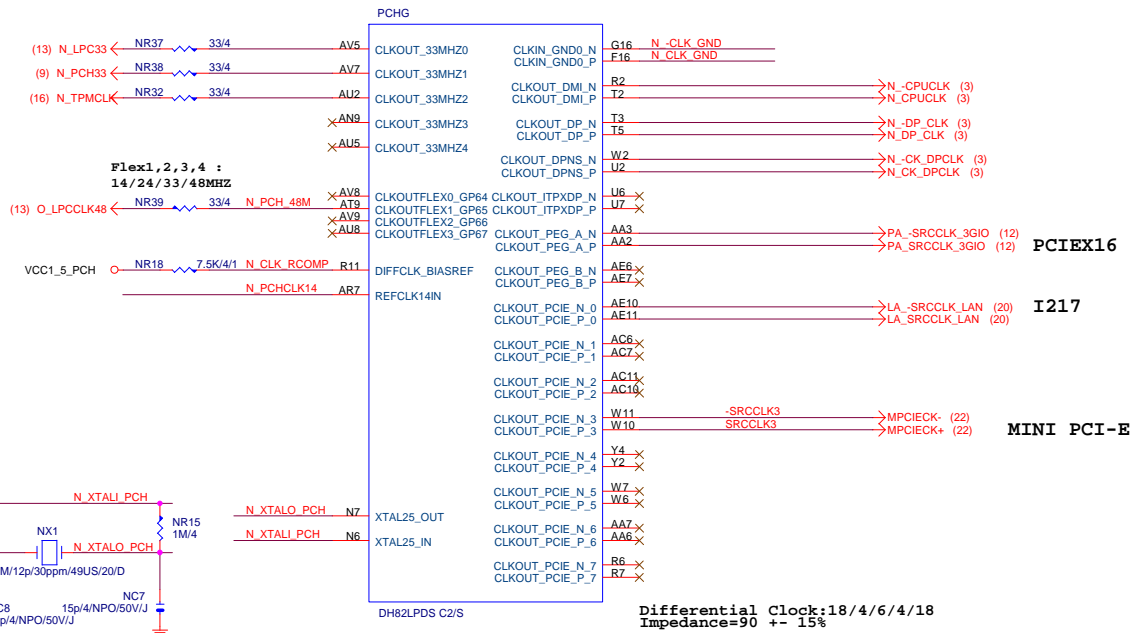 PCHG
(13) N_LPC33 NR37 33/4 AV5 CLKOUT_33MHZ0
(9) N_PCH33 NR38 33/4 AV7 CLKOUT_33MHZ1
(16) N_TPMCLK NR32 33/4 AU2 CLKOUT_33MHZ2
AN9 CLKOUT_33MHZ3
AU5 CLKOUT_33MHZ4
Flex1,2,3,4 :
14/24/33/48MHZ
AV8 CLKOUTFLEX0_GP64
(13) O_LPCCLK48 NR39 33/4 N_PCH_48M AT9 CLKOUTFLEX1_GP65
AV9 CLKOUTFLEX2_GP66
AU8 CLKOUTFLEX3_GP67
VCC1_5_PCH NR18 7.5K/4/1 N_CLK_RCOMP R11 DIFFCLK_BIASREF
N_PCHCLK14 AR7 REFCLK14IN
N_XTALO_PCH N7 XTAL25_OUT
N_XTALI_PCH N6 XTAL25_IN
CLKIN_GND0_N G16 N_-CLK_GND
CLKIN_GND0_P F16 N_CLK_GND
CLKOUT_DMI_N R2 N_-CPUCLK (3)
CLKOUT_DMI_P T2 N_CPUCLK (3)
CLKOUT_DP_N T3 N_-DP_CLK (3)
CLKOUT_DP_P T5 N_DP_CLK (3)
CLKOUT_DPNS_N W2 N_-CK_DPCLK (3)
CLKOUT_DPNS_P U2 N_CK_DPCLK (3)
CLKOUT_ITPXDP_N U6
CLKOUT_ITPXDP_P U7
CLKOUT_PEG_A_N AA3 PA_-SRCCLK_3GIO (12)
CLKOUT_PEG_A_P AA2 PA_SRCCLK_3GIO (12)
PCIEX16
CLKOUT_PEG_B_N AE6
CLKOUT_PEG_B_P AE7
CLKOUT_PCIE_N_0 AE10 LA_-SRCCLK_LAN (20)
CLKOUT_PCIE_P_0 AE11 LA_SRCCLK_LAN (20)
I217
CLKOUT_PCIE_N_1 AC6
CLKOUT_PCIE_P_1 AC7
CLKOUT_PCIE_N_2 AC11
CLKOUT_PCIE_P_2 AC10
CLKOUT_PCIE_N_3 W11 -SRCCLK3 MPCIECK- (22)
CLKOUT_PCIE_P_3 W10 SRCCLK3 MPCIECK+ (22)
MINI PCI-E
CLKOUT_PCIE_N_4 Y4
CLKOUT_PCIE_P_4 Y2
CLKOUT_PCIE_N_5 W7
CLKOUT_PCIE_P_5 W6
CLKOUT_PCIE_N_6 AA7
CLKOUT_PCIE_P_6 AA6
CLKOUT_PCIE_N_7 R6
CLKOUT_PCIE_P_7 R7
N_XTALI_PCH
NR15
1M/4
NX1
N_XTALO_PCH
M/12p/30ppm/49US/20/D
NC7
15p/4/NPO/50V/J
C8
p/4/NPO/50V/J
DH82LPDS C2/S
Differential Clock:18/4/6/4/18
Impedance=90 +- 15%